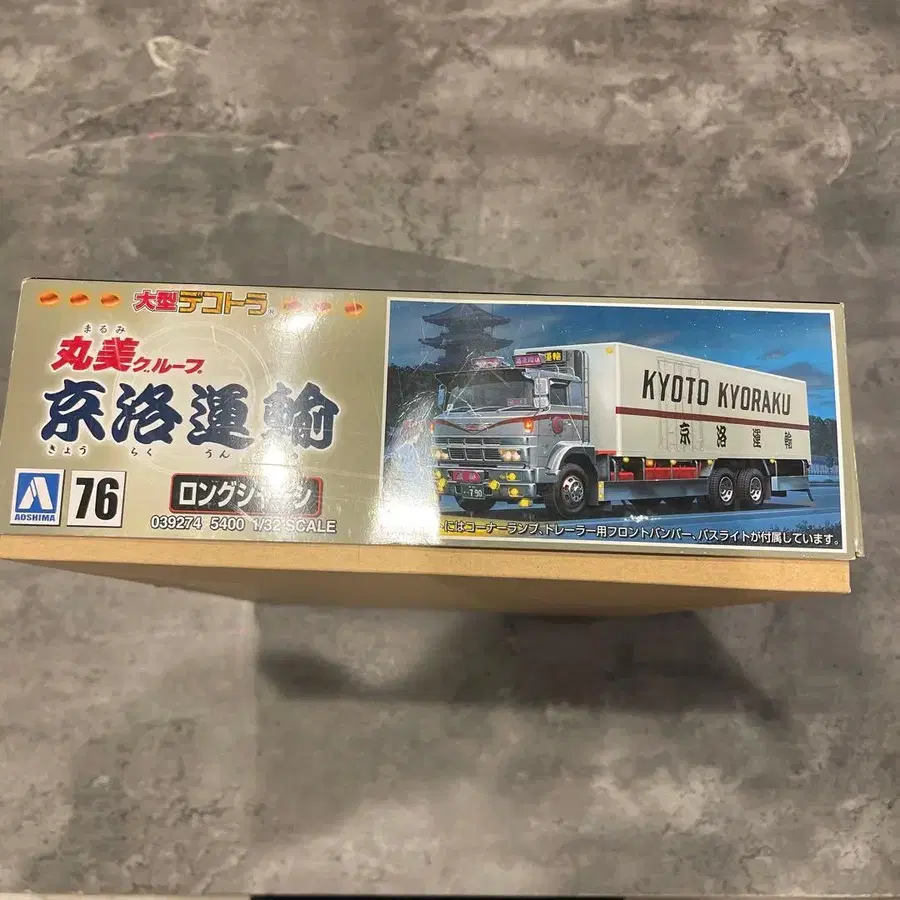 大型デコトラ
まるみ
丸美グループ
京洛運輸
きょう らく うん
AOSHIMA
76
ロングシャーシ
039274 5400 1/32 SCALE
KYOTO KYORAKU
京洛運輸
・790
にはコーナーランプ、トレーラー用フロントバンパー、バスライトが付属しています。